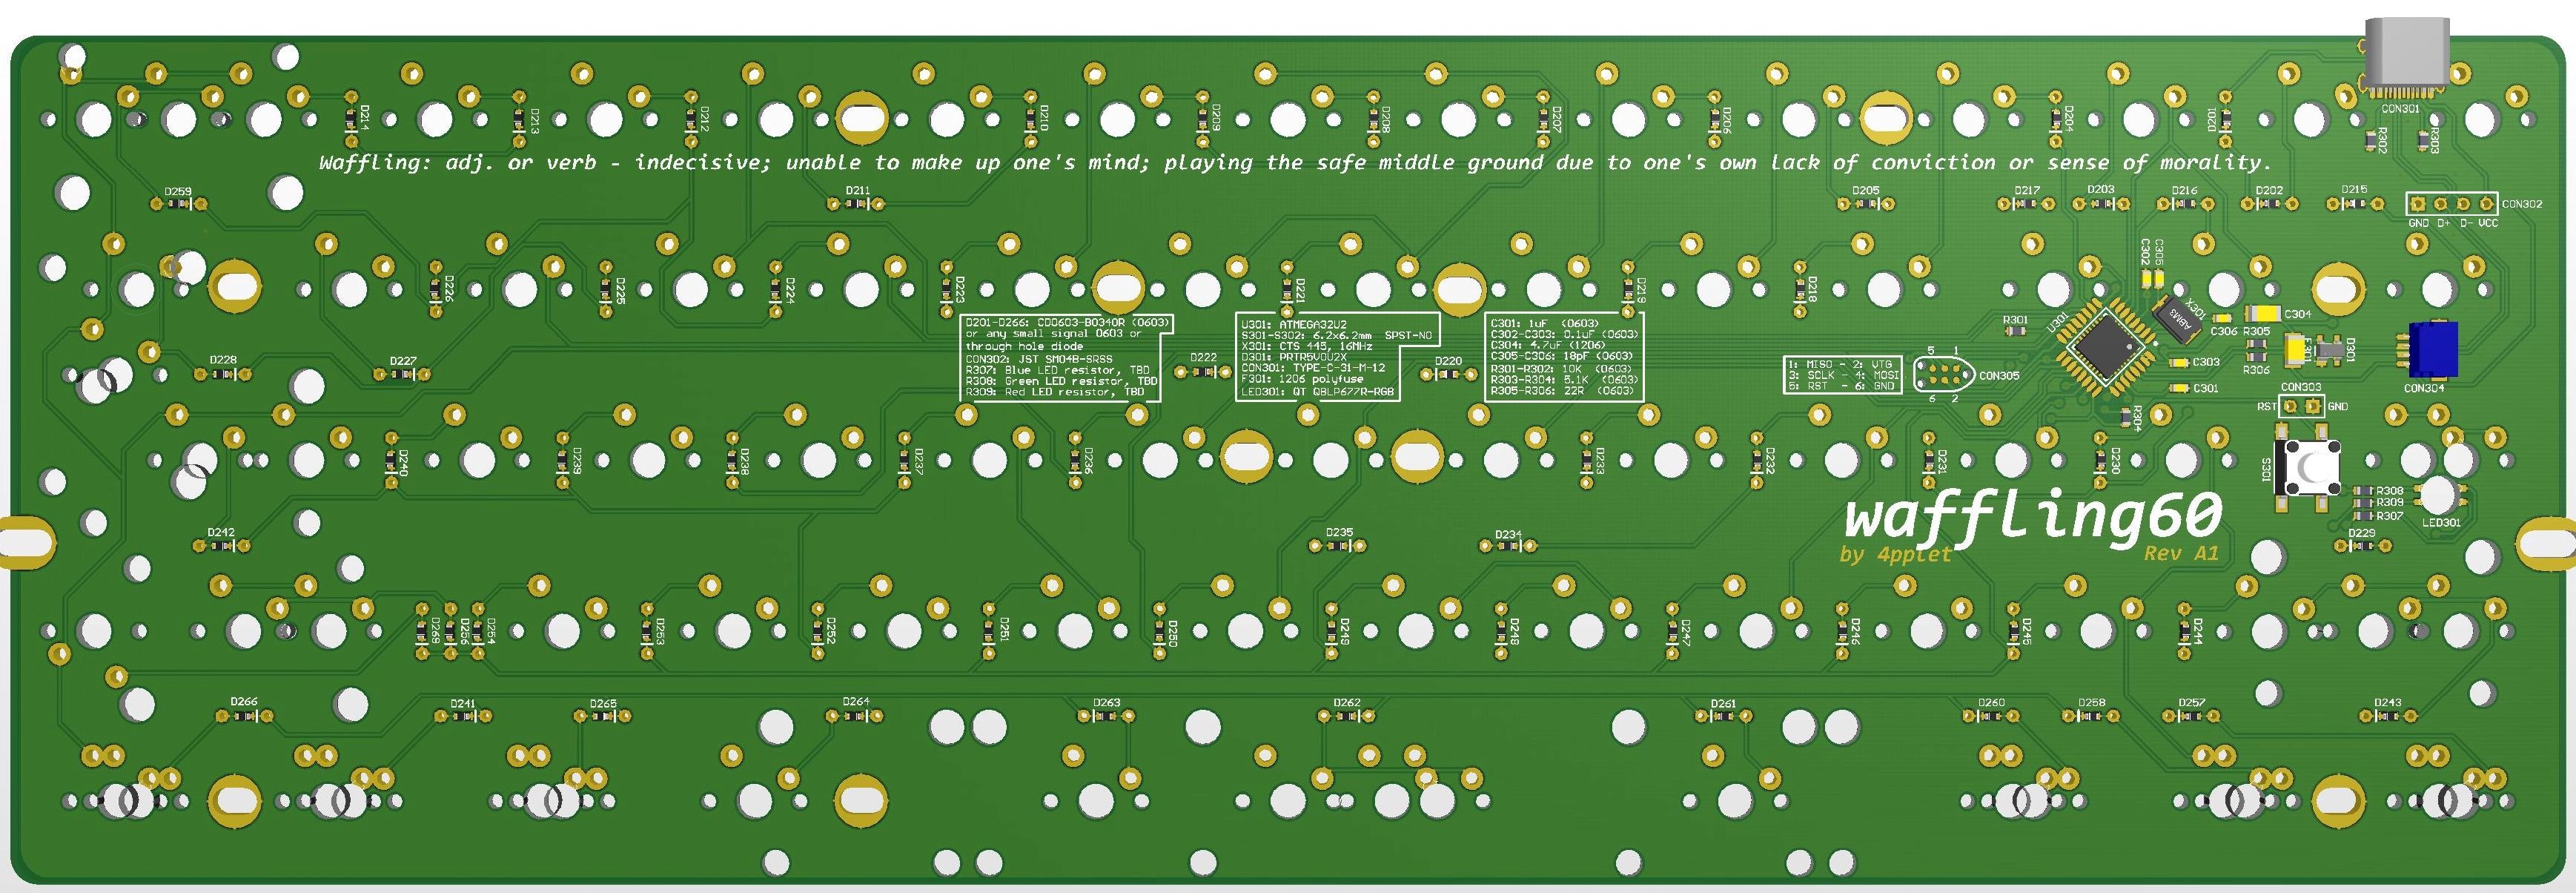 CON301
D214
D213
D212
D210
D209
D208
D207
D206
D204
D201
R302
R303
Waffling: adj. or verb - indecisive; unable to make up one's mind; playing the safe middle ground due to one's own lack of conviction or sense of morality.
D259
D211
D205
D217
D203
D216
D202
D215
CON302
GND D+ D- VCC
D226
D225
D224
D223
D221
D219
D218
C302
C305
D201-D266: CD0603-B0340R (0603)
or any small signal 0603 or
through hole diode
CON302: JST SM04B-SRSS
R307: Blue LED resistor, TBD
R308: Green LED resistor, TBD
R309: Red LED resistor, TBD
U301: ATMEGA32U2
S301-S302: 6.2x6.2mm SPST-NO
X301: CTS 445, 16MHz
D301: PRTR5V0U2X
CON301: TYPE-C-31-M-12
F301: 1206 polyfuse
LED301: QT QBLP677R-RGB
C301: 1uF (0603)
C302-C303: 0.1uF (0603)
C304: 4.7uF (1206)
C305-C306: 18pF (0603)
R301-R302: 10K (0603)
R303-R304: 5.1K (0603)
R305-R306: 22R (0603)
R301
U301
X301
ABM3
C306
R305
C304
R306
F301
D301
C303
C301
CON304
D228
D227
D222
D220
1: MISO - 2: VTG
3: SCLK - 4: MOSI
5: RST - 6: GND
5 1
6 2
CON305
CON303
RST
GND
R304
D240
D239
D238
D237
D236
D233
D232
D231
D230
S301
R308
R309
R307
LED301
waffling60
by 4pplet
Rev A1
D242
D235
D234
D229
D256
D254
D253
D252
D251
D250
D249
D248
D247
D246
D245
D244
D266
D241
D265
D264
D263
D262
D261
D260
D258
D257
D243